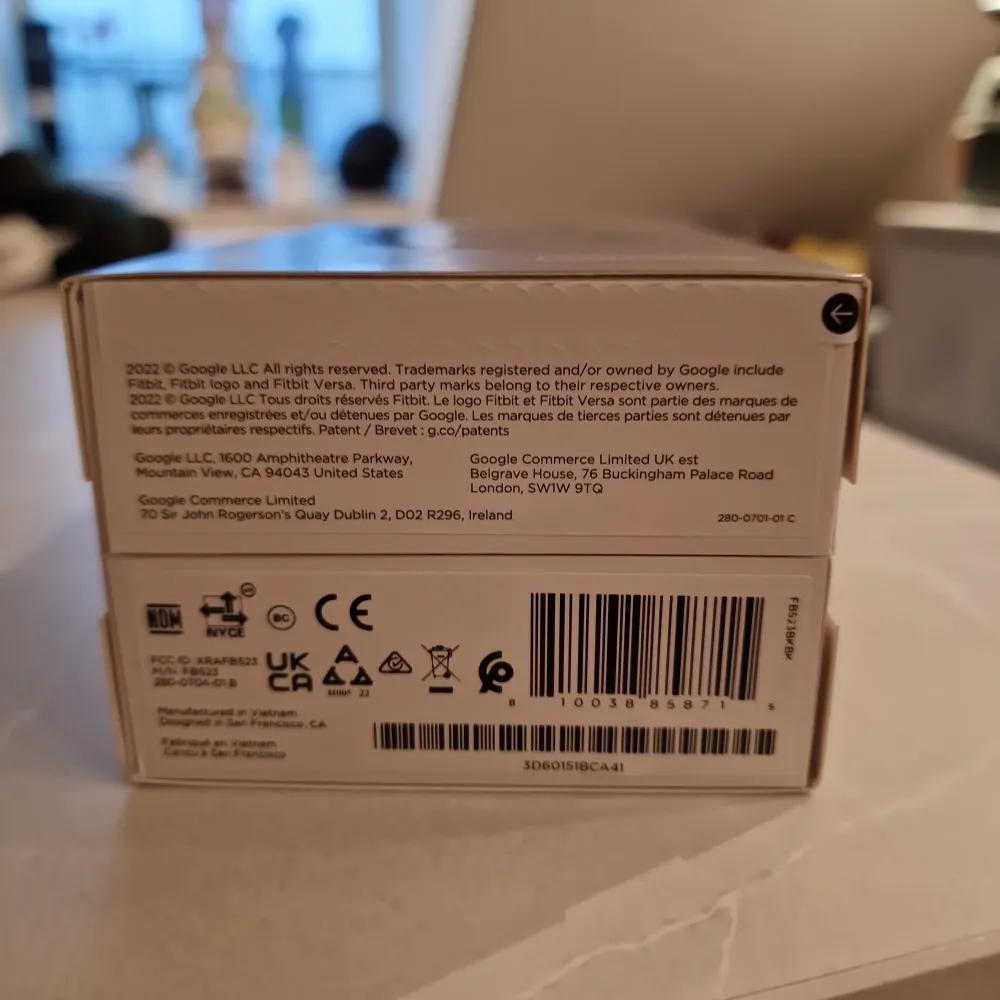 2022 © Google LLC All rights reserved. Trademarks registered and/or owned by Google include
Fitbit, Fitbit logo and Fitbit Versa. Third party marks belong to their respective owners.
2022 © Google LLC Tous droits réservés Fitbit. Le logo Fitbit et Fitbit Versa sont partie des marques de
commerces enregistrées et/ou détenues par Google. Les marques de tierces parties sont détenues par
leurs propriétaires respectifs. Patent / Brevet : g.co/patents
Google LLC, 1600 Amphitheatre Parkway,
Mountain View, CA 94043 United States
Google Commerce Limited
70 Sir John Rogerson's Quay Dublin 2, D02 R296, Ireland
Google Commerce Limited UK est
Belgrave House, 76 Buckingham Palace Road
London, SW1W 9TQ
280-0701-01 C
NOM
NYCE
BC
CE
FCC ID: XRAFB523
M/N: FB523
280-0704-01 B
UK
CA
Manufactured in Vietnam
Designed in San Francisco, CA
Fabriqué en Vietnam
Conçu à San Francisco
8 10038 85871 5
FB523BKBK
3D60151BCA41